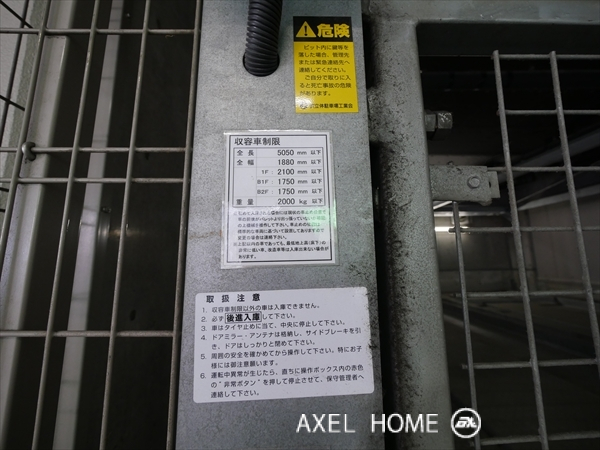 危険
ピット内に鍵等を
落した場合、管理先
または緊急連絡先へ
連絡してください。
ご自分で取りに入
ると死亡事故の危険
があります。
立体駐車場工業会
収容車制限
全長 5050 mm 以下
全幅 1880 mm 以下
1F: 2100 mm 以下
B1F: 1750 mm 以下
B2F: 1750 mm 以下
重量 2000 kg 以下
取扱注意
1. 収容車制限以外の車は入庫できません。
2. 必ず 後進入庫 して下さい。
3. 車はタイヤ止めに当て、中央に停止して下さい。
4. ドアミラー・アンテナは格納し、サイドブレーキを引
き、ドアはしっかりと閉めて下さい。
5. 周囲の安全を確かめてから操作して下さい。特にお子
様には御注意願います。
6. 運転中異常が生じたら、直ちに操作ボックス内の赤色
の"非常ボタン"を押して停止させて、保守管理者へ
連絡して下さい。
AXEL HOME